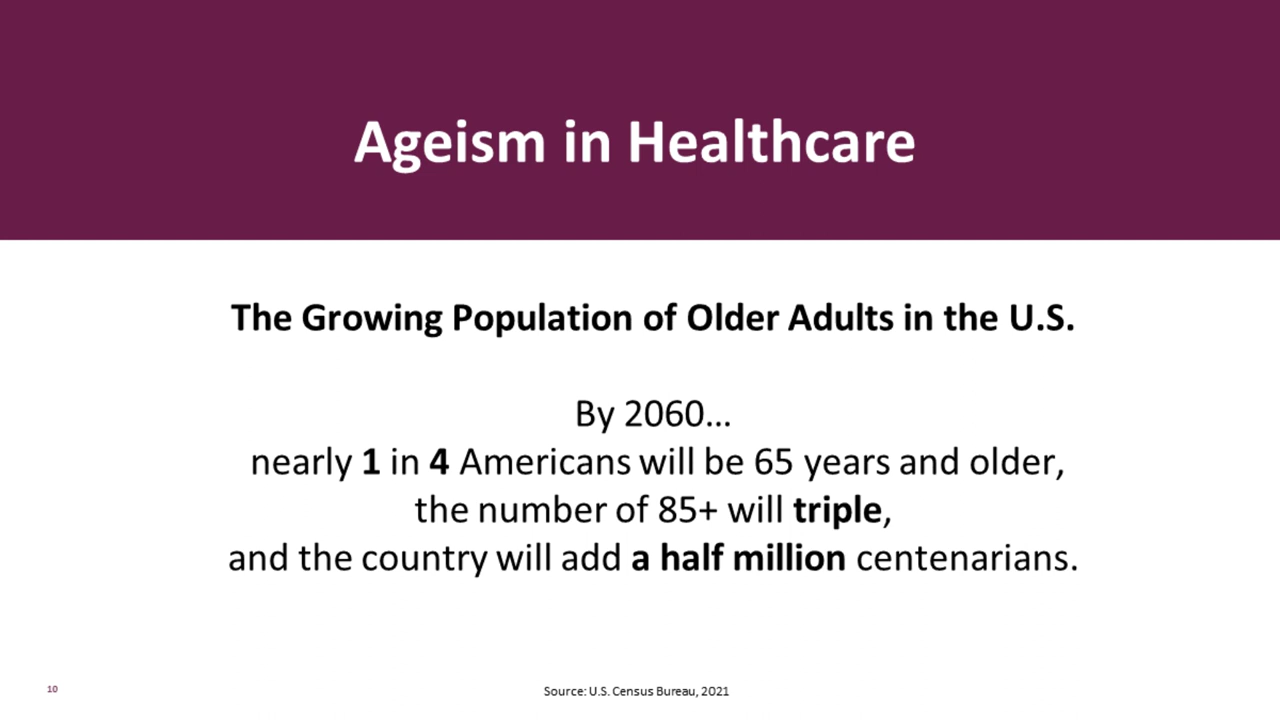 Ageism in Healthcare
The Growing Population of Older Adults in the U.S.
By 2060...
nearly 1 in 4 Americans will be 65 years and older,
the number of 85+ will triple,
and the country will add a half million centenarians.
10
Source: U.S. Census Bureau, 2021